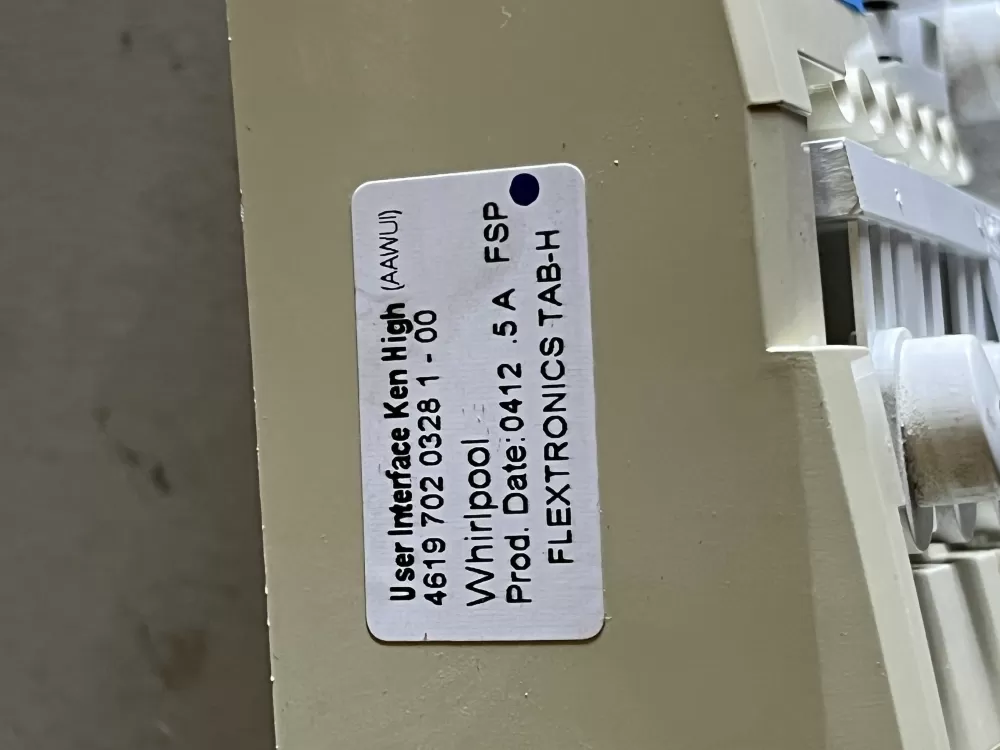 User Interface Ken High (AAWUI)
4619 702 0328 1 - 00
Whirlpool
Prod. Date: 0412 .5 A FSP
FLEXTRONICS TAB-H